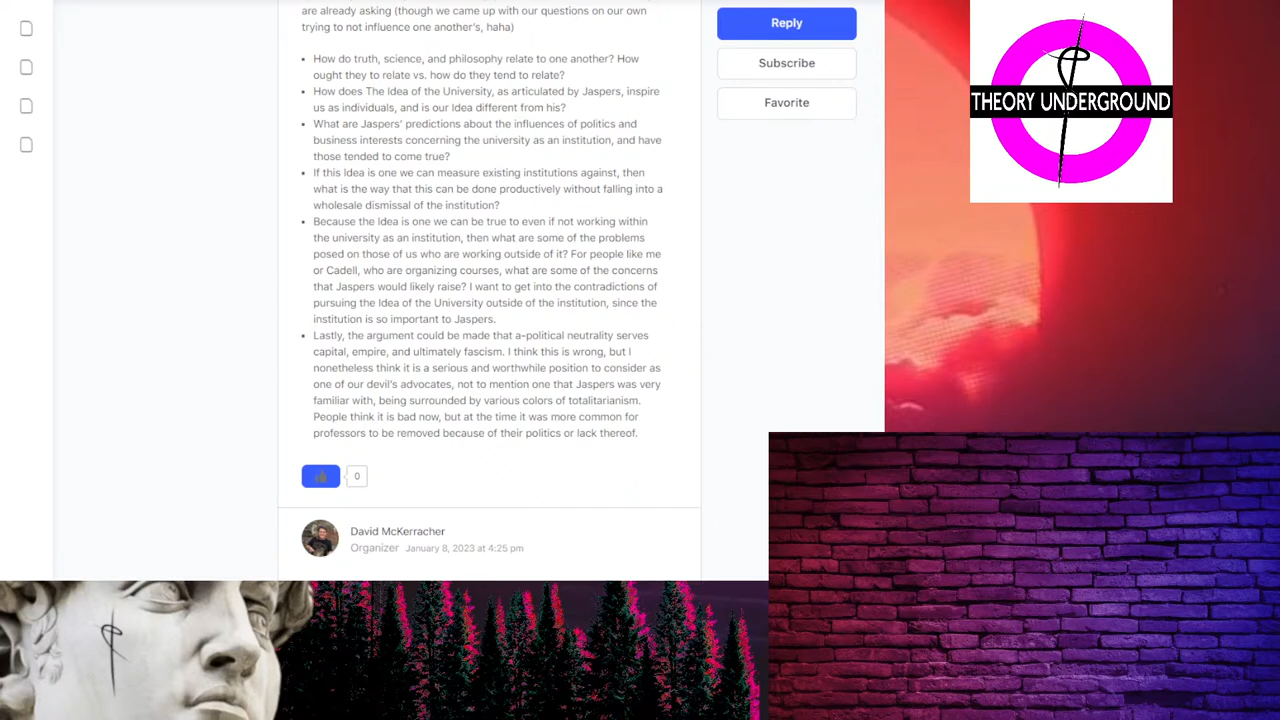 are already asking (though we came up with our questions on our own
trying to not influence one another's, haha)
How do truth, science, and philosophy relate to one another? How
ought they to relate vs. how do they tend to relate?
How does The Idea of the University, as articulated by Jaspers, inspire
us as individuals, and is our Idea different from his?
What are Jaspers' predictions about the influences of politics and
business interests concerning the university as an institution, and have
those tended to come true?
If this Idea is one we can measure existing institutions against, then
what is the way that this can be done productively without falling into a
wholesale dismissal of the institution?
Because the Idea is one we can be true to even if not working within
the university as an institution, then what are some of the problems
posed on those of us who are working outside of it? For people like me
or Cadell, who are organizing courses, what are some of the concerns
that Jaspers would likely raise? I want to get into the contradictions of
pursuing the Idea of the University outside of the institution, since the
institution is so important to Jaspers.
Lastly, the argument could be made that a-political neutrality serves
capital, empire, and ultimately fascism. I think this is wrong, but I
nonetheless think it is a serious and worthwhile position to consider as
one of our devil's advocates, not to mention one that Jaspers was very
familiar with, being surrounded by various colors of totalitarianism.
People think it is bad now, but at the time it was more common for
professors to be removed because of their politics or lack thereof.
0
David McKerracher
Organizer January 8, 2023 at 4:25 pm
Reply
Subscribe
Favorite
THEORY UNDERGROUND